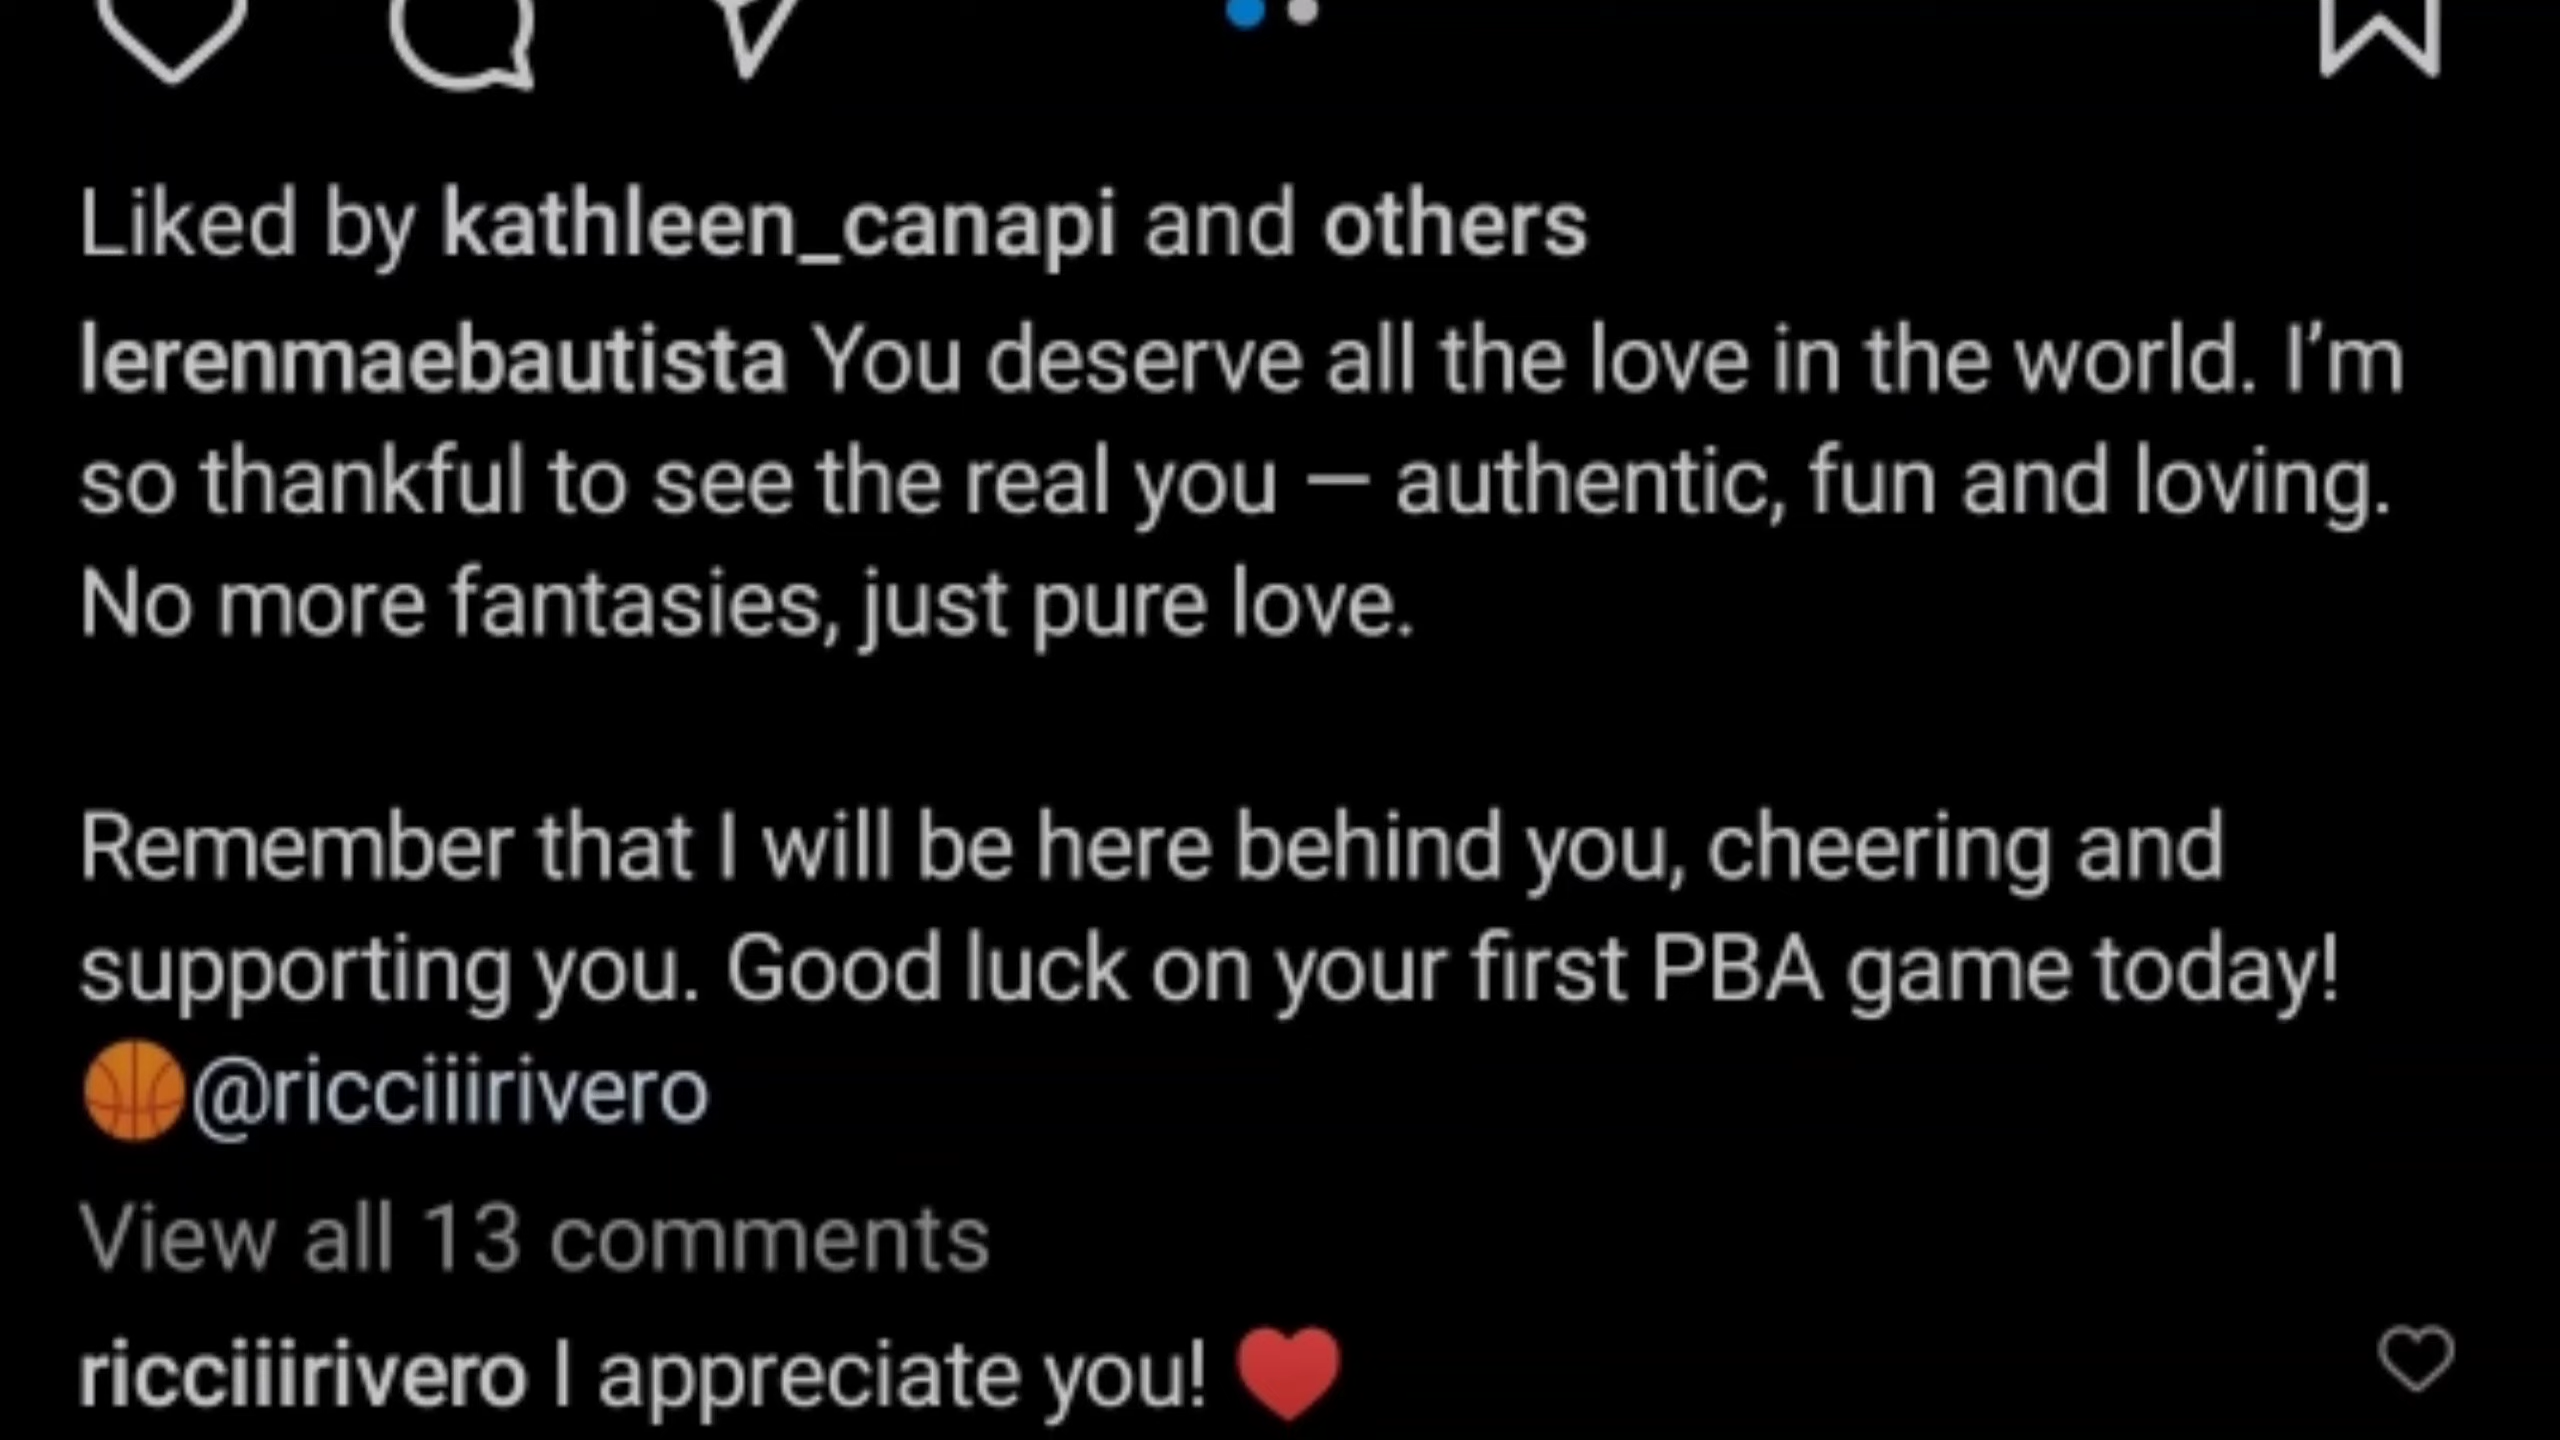 Liked by kathleen_canapi and others
lerenmaebautista You deserve all the love in the world. I’m
so thankful to see the real you — authentic, fun and loving.
No more fantasies, just pure love.
Remember that I will be here behind you, cheering and
supporting you. Good luck on your first PBA game today!
🏀@ricciiirivero
View all 13 comments
ricciiirivero I appreciate you! ❤️